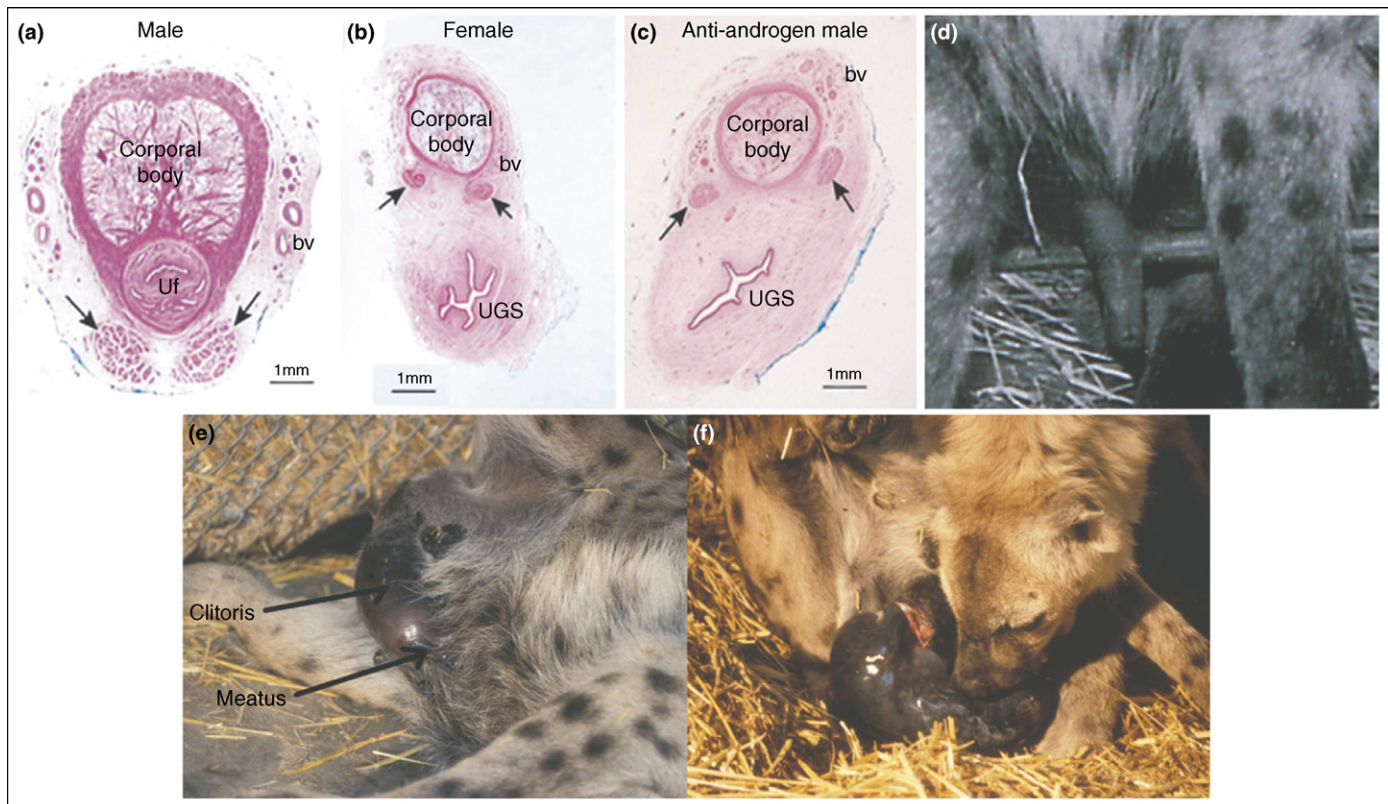 (a) Male
Corporal
body
bv
Uf
1mm
(b) Female
Corporal
body
bv
UGS
1mm
(c) Anti-androgen male
bv
Corporal
body
UGS
1mm
(d)
(e)
Clitoris
Meatus
(f)